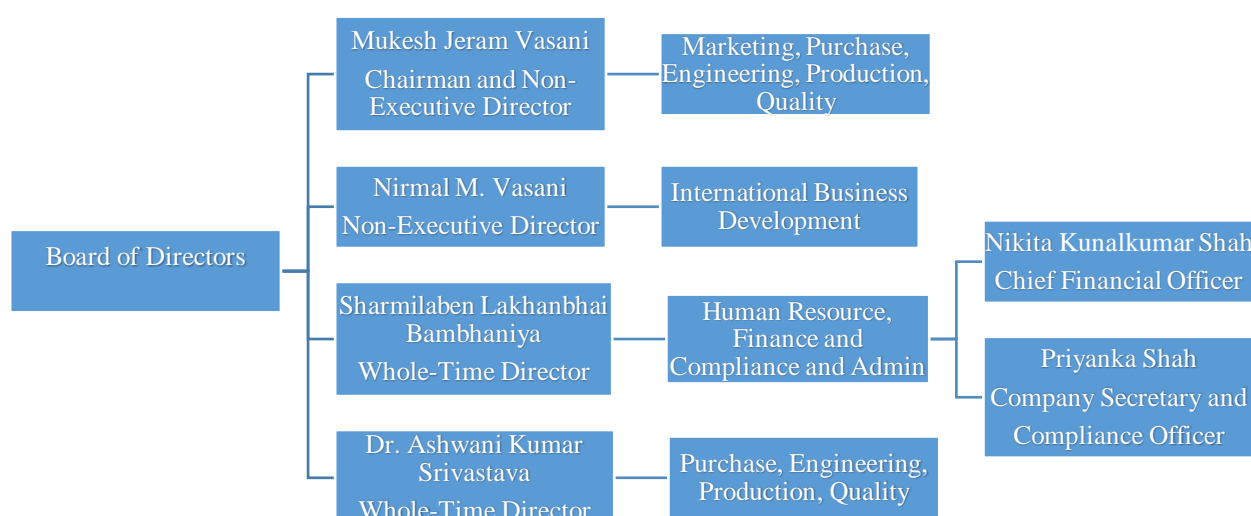 Board of Directors
Mukesh Jeram Vasani
Chairman and Non-
Executive Director
Marketing, Purchase,
Engineering, Production,
Quality
Nirmal M. Vasani
Non-Executive Director
International Business
Development
Sharmilaben Lakhanbhai
Bambhaniya
Whole-Time Director
Human Resource,
Finance and
Compliance and Admin
Nikita Kunalkumar Shah
Chief Financial Officer
Priyanka Shah
Company Secretary and
Compliance Officer
Dr. Ashwani Kumar
Srivastava
Whole-Time Director
Purchase, Engineering,
Production, Quality